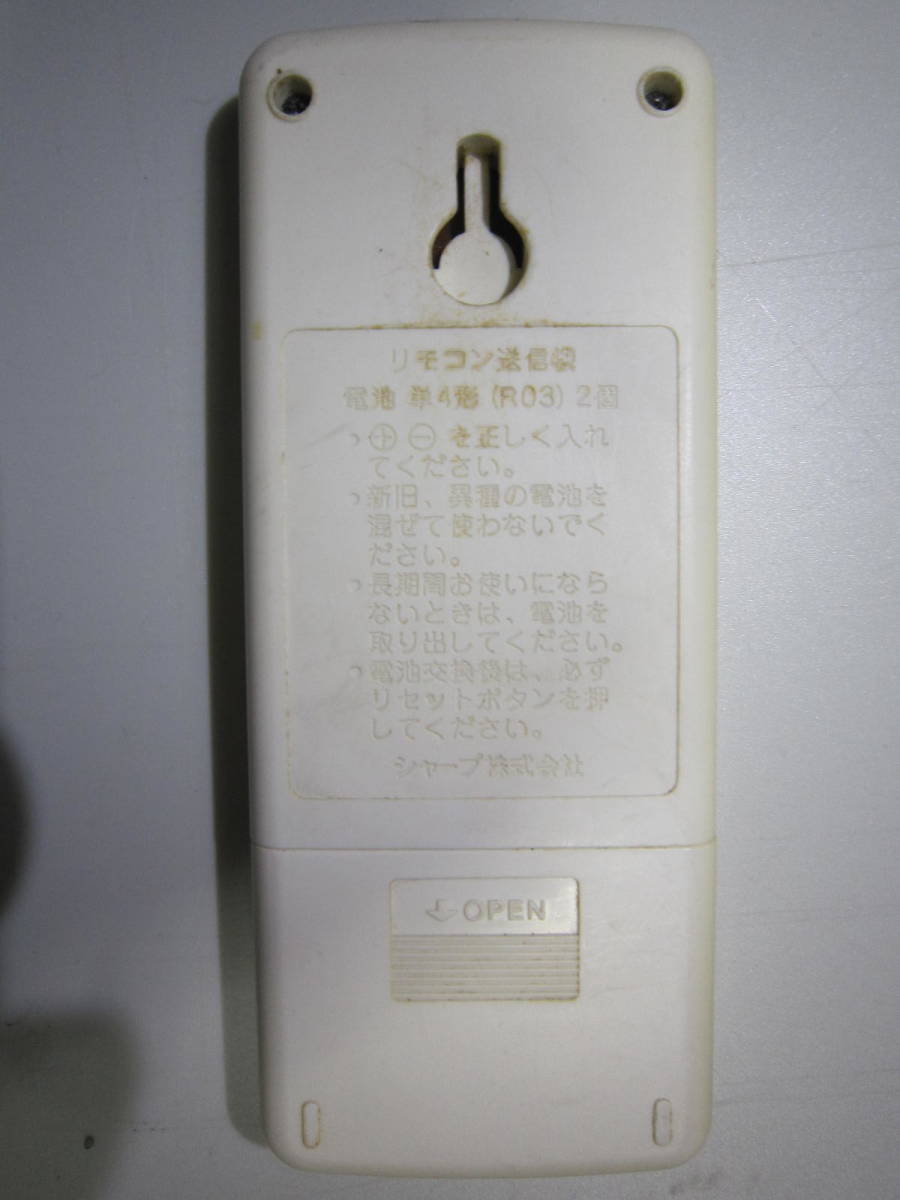 リモコン送信機
電池 単4形 (R03) 2個
・⊕ ⊖ を正しく入れ
てください。
・新旧、異種の電池を
混ぜて使わないでく
ださい。
・長期間お使いになら
ないときは、電池を
取り出してください。
・電池交換後は、必ず
リセットボタンを押
してください。
シャープ株式会社
OPEN